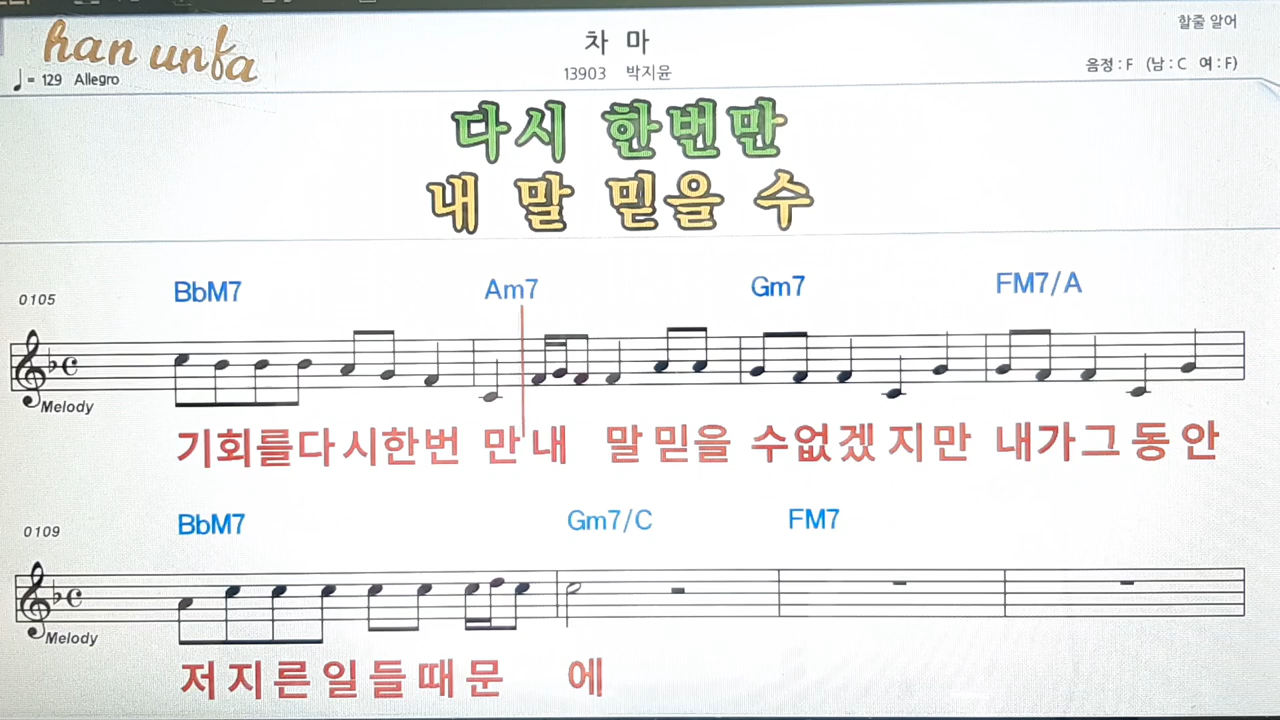 han unfa
할줄 알어
차 마
♩= 129 Allegro
13903 박지윤
음정 : F (남 : C 여 : F)
다시 한번만
내 말 믿을 수
0105 BbM7 Am7 Gm7 FM7/A
Melody
기회를다시한번 만내 말믿을 수없겠지만 내가그동안
0109 BbM7 Gm7/C FM7
Melody
저지른일들때문 에